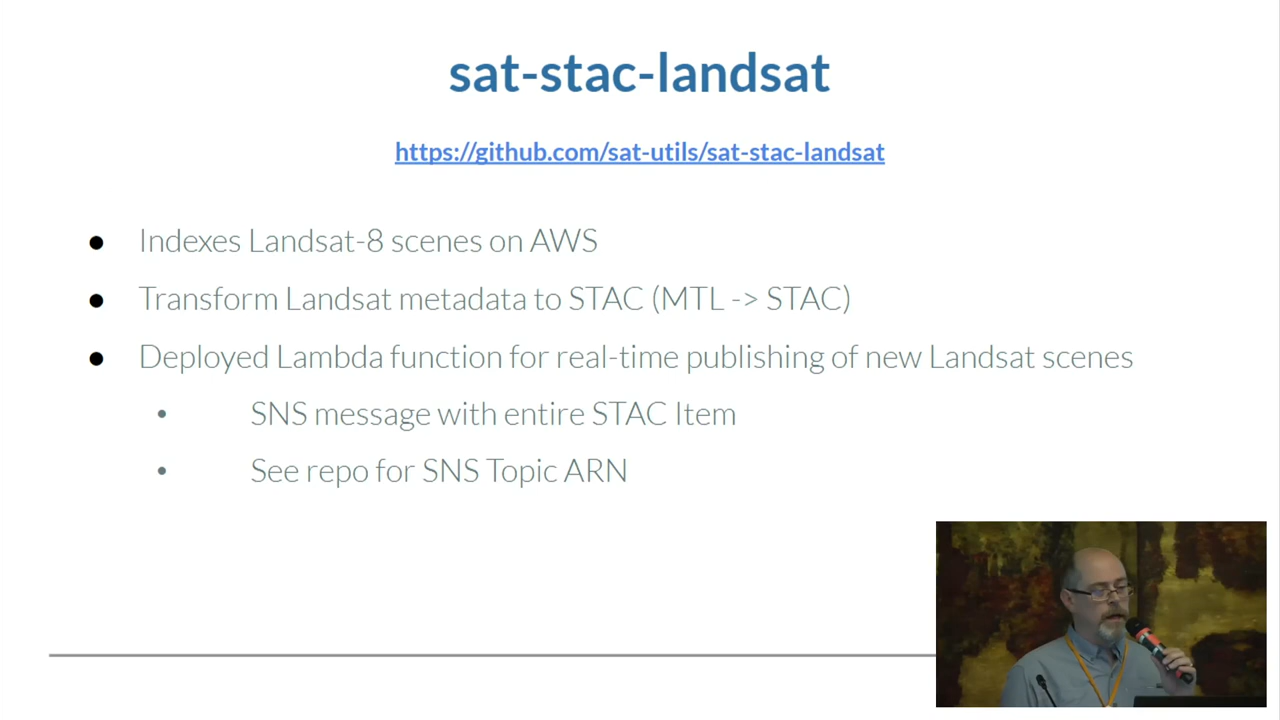 sat-stac-landsat
https://github.com/sat-utils/sat-stac-landsat
● Indexes Landsat-8 scenes on AWS
● Transform Landsat metadata to STAC (MTL -> STAC)
● Deployed Lambda function for real-time publishing of new Landsat scenes
• SNS message with entire STAC Item
• See repo for SNS Topic ARN